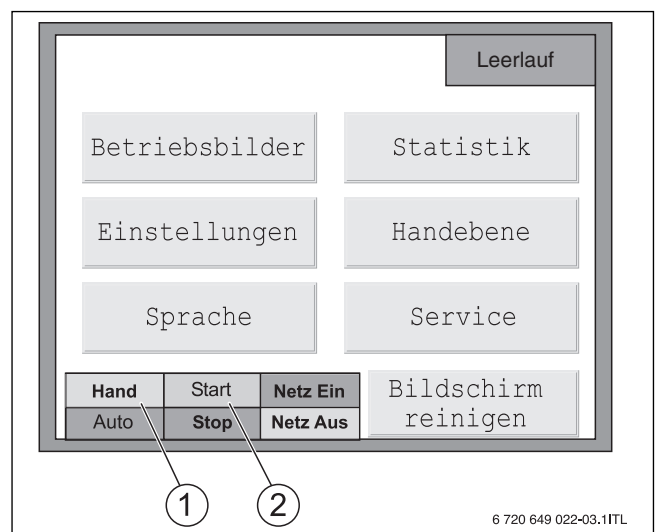 Leerlauf
Betriebsbilder
Statistik
Einstellungen
Handebene
Sprache
Service
Hand
Start
Netz Ein
Auto
Stop
Netz Aus
Bildschirm
reinigen
1
2
6 720 649 022-03.1ITL